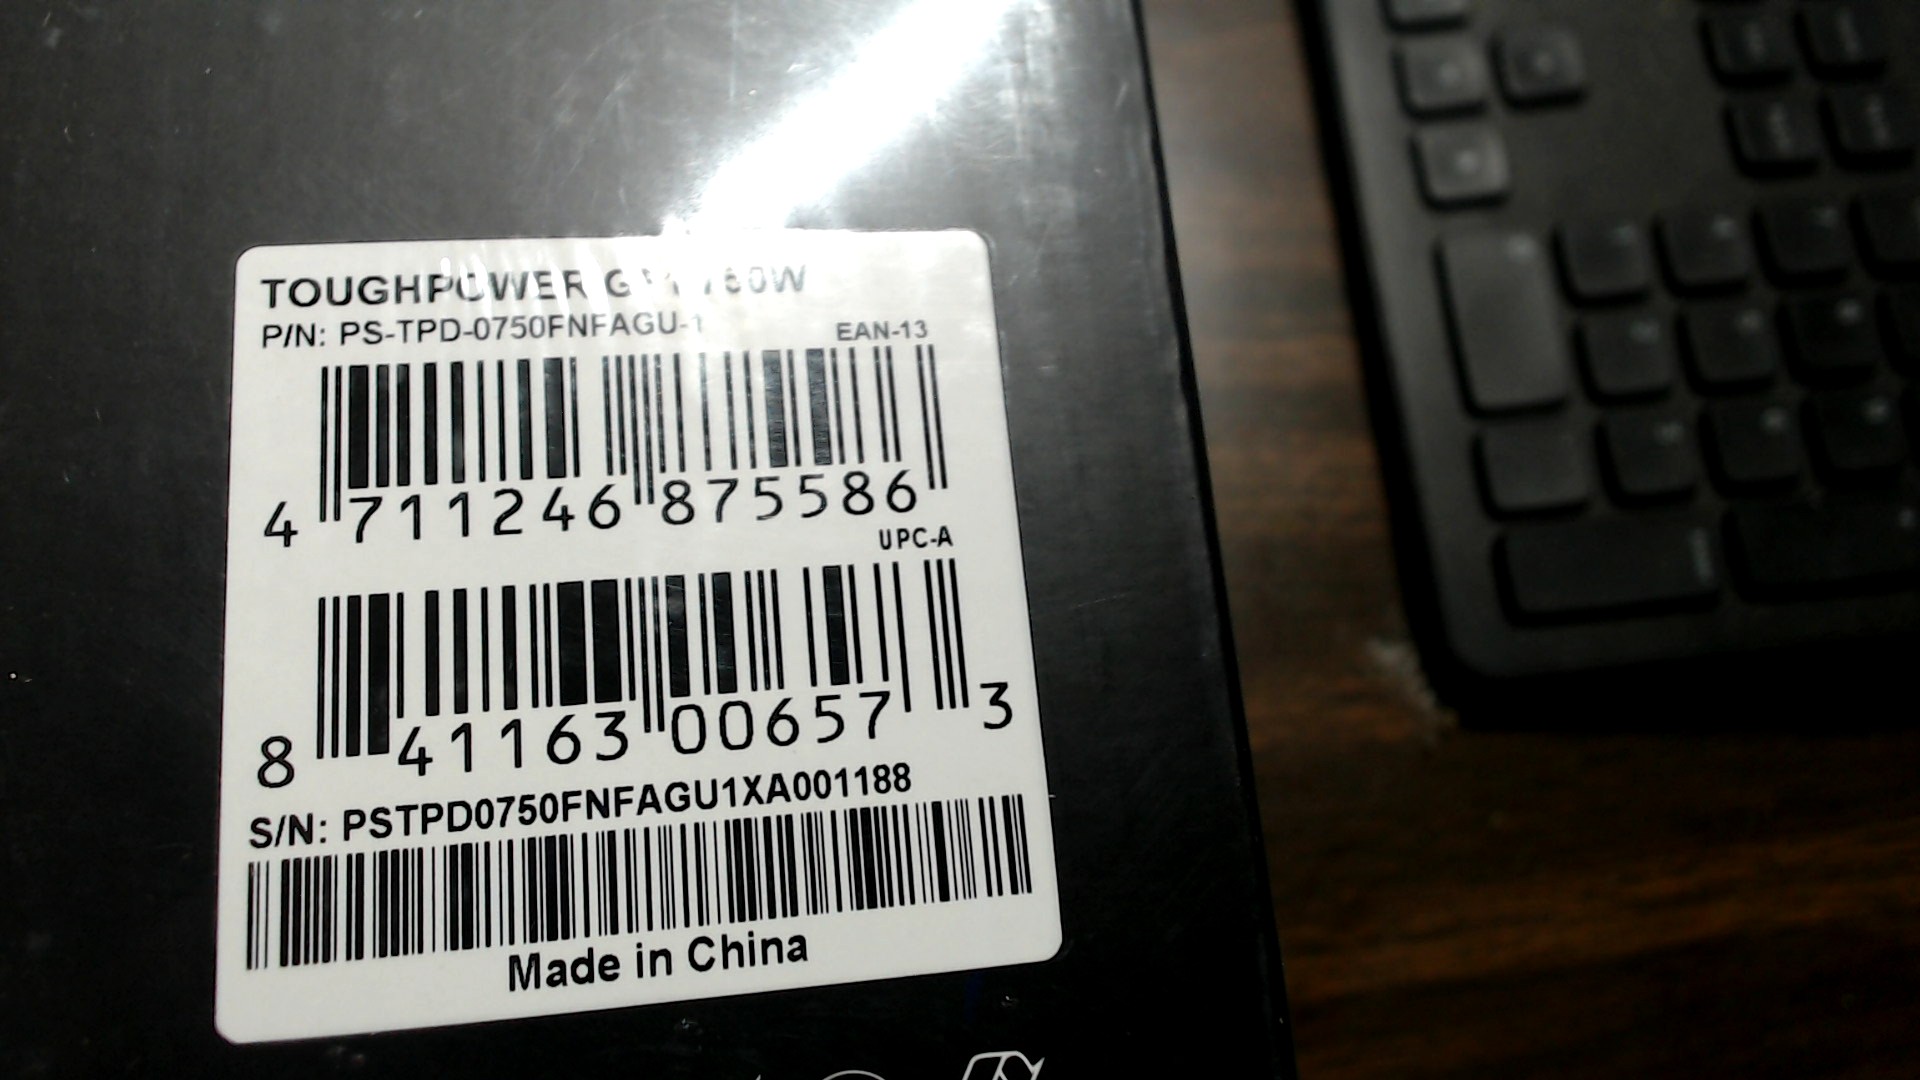 TOUGHPOWER
P/N: PS-TPD-0750FNFAGU-1
EAN-13
4 711246 875586
UPC-A
8 41163 00657 3
S/N: PSTPD0750FNFAGU1XA001188
Made in China